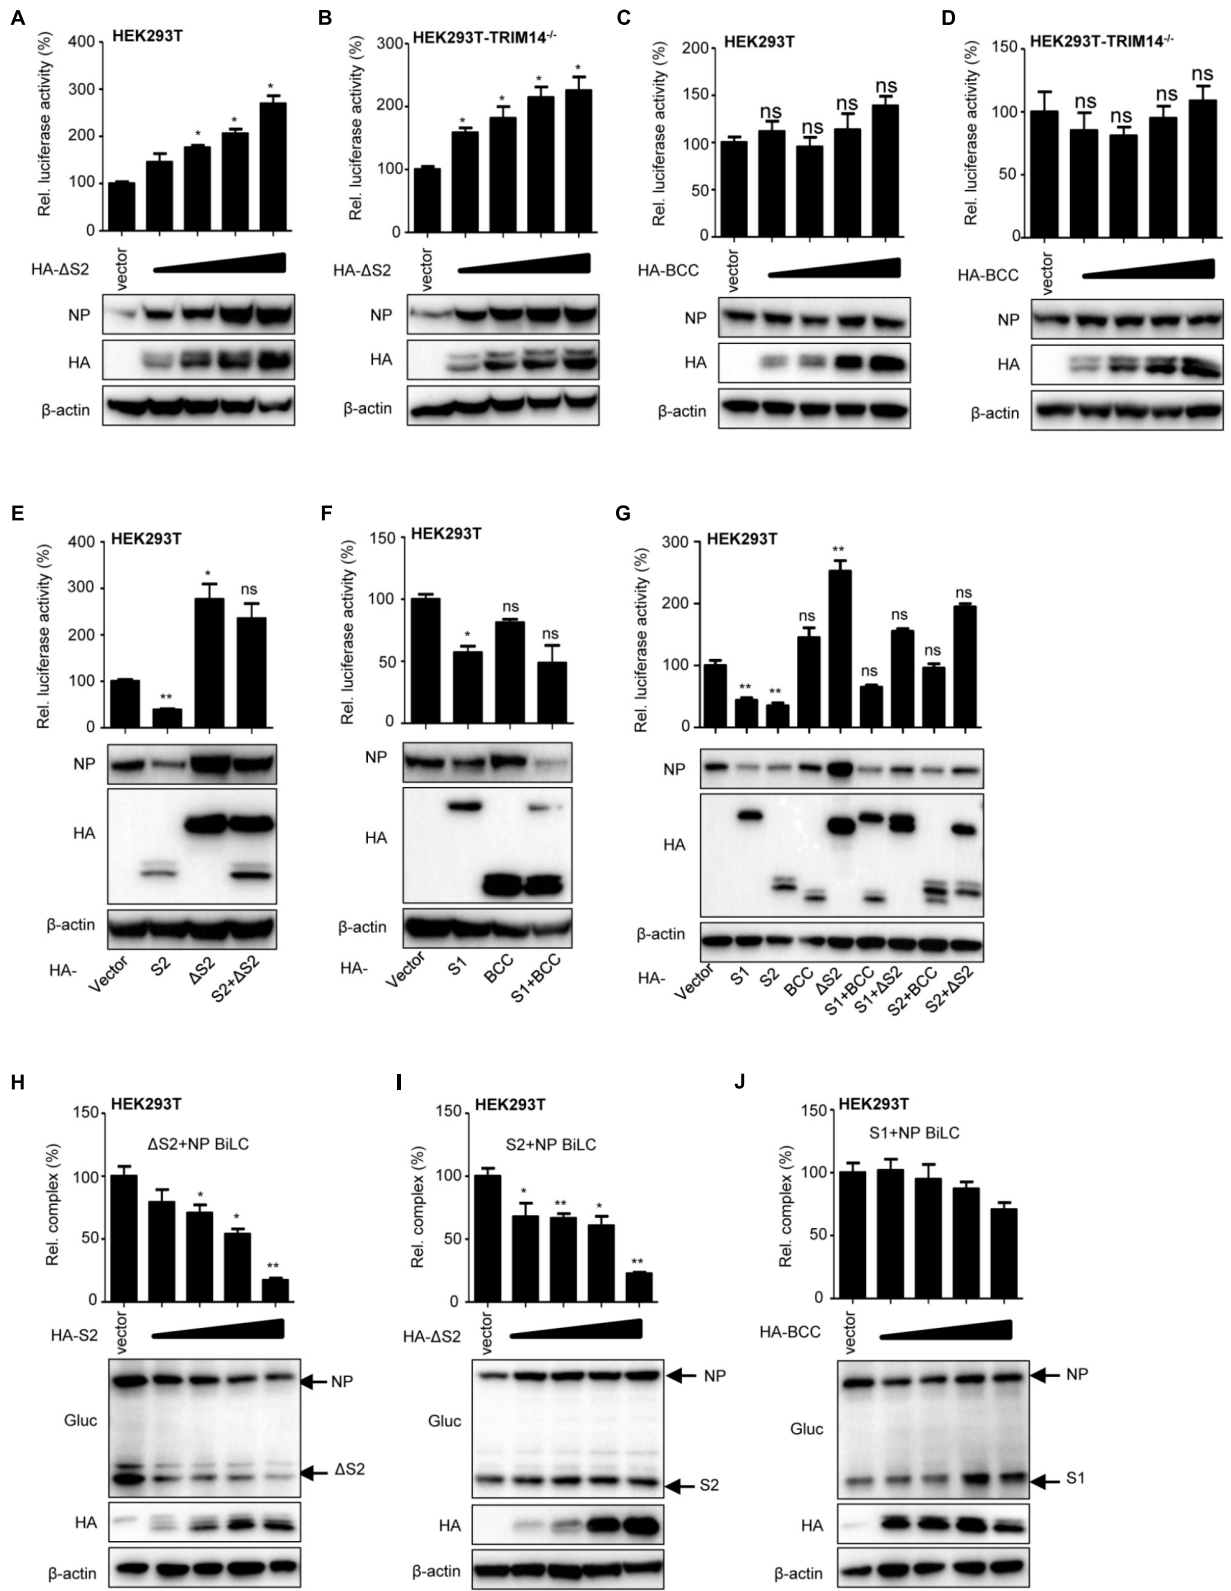 A
HEK293T
Rel. luciferase activity (%)
400
300
200
100
0
* * * *
vector
HA-ΔS2
NP
HA
β-actin
B
HEK293T-TRIM14-/-
Rel. luciferase activity (%)
300
200
100
0
* * * *
vector
HA-ΔS2
NP
HA
β-actin
C
HEK293T
Rel. luciferase activity (%)
200
150
100
50
0
ns ns ns ns
vector
HA-BCC
NP
HA
β-actin
D
HEK293T-TRIM14-/-
Rel. luciferase activity (%)
150
100
50
0
ns ns ns ns
vector
HA-BCC
NP
HA
β-actin
E
HEK293T
Rel. luciferase activity (%)
400
300
200
100
0
** * ns
NP
HA
β-actin
HA-
Vector S2 ΔS2 S2+ΔS2
F
HEK293T
Rel. luciferase activity (%)
150
100
50
0
* ns ns
NP
HA
β-actin
HA-
Vector S1 BCC S1+BCC
G
HEK293T
Rel. luciferase activity (%)
300
200
100
0
** ** ns ** ns ns ns ns
NP
HA
β-actin
HA-
Vector S1 S2 BCC ΔS2 S1+BCC S1+ΔS2 S2+BCC S2+ΔS2
H
HEK293T
ΔS2+NP BiLC
Rel. complex (%)
150
100
50
0
* * **
vector
HA-S2
Gluc
NP
ΔS2
HA
β-actin
I
HEK293T
S2+NP BiLC
Rel. complex (%)
150
100
50
0
* ** * **
vector
HA-ΔS2
Gluc
NP
S2
HA
β-actin
J
HEK293T
S1+NP BiLC
Rel. complex (%)
150
100
50
0
vector
HA-BCC
Gluc
NP
S1
HA
β-actin